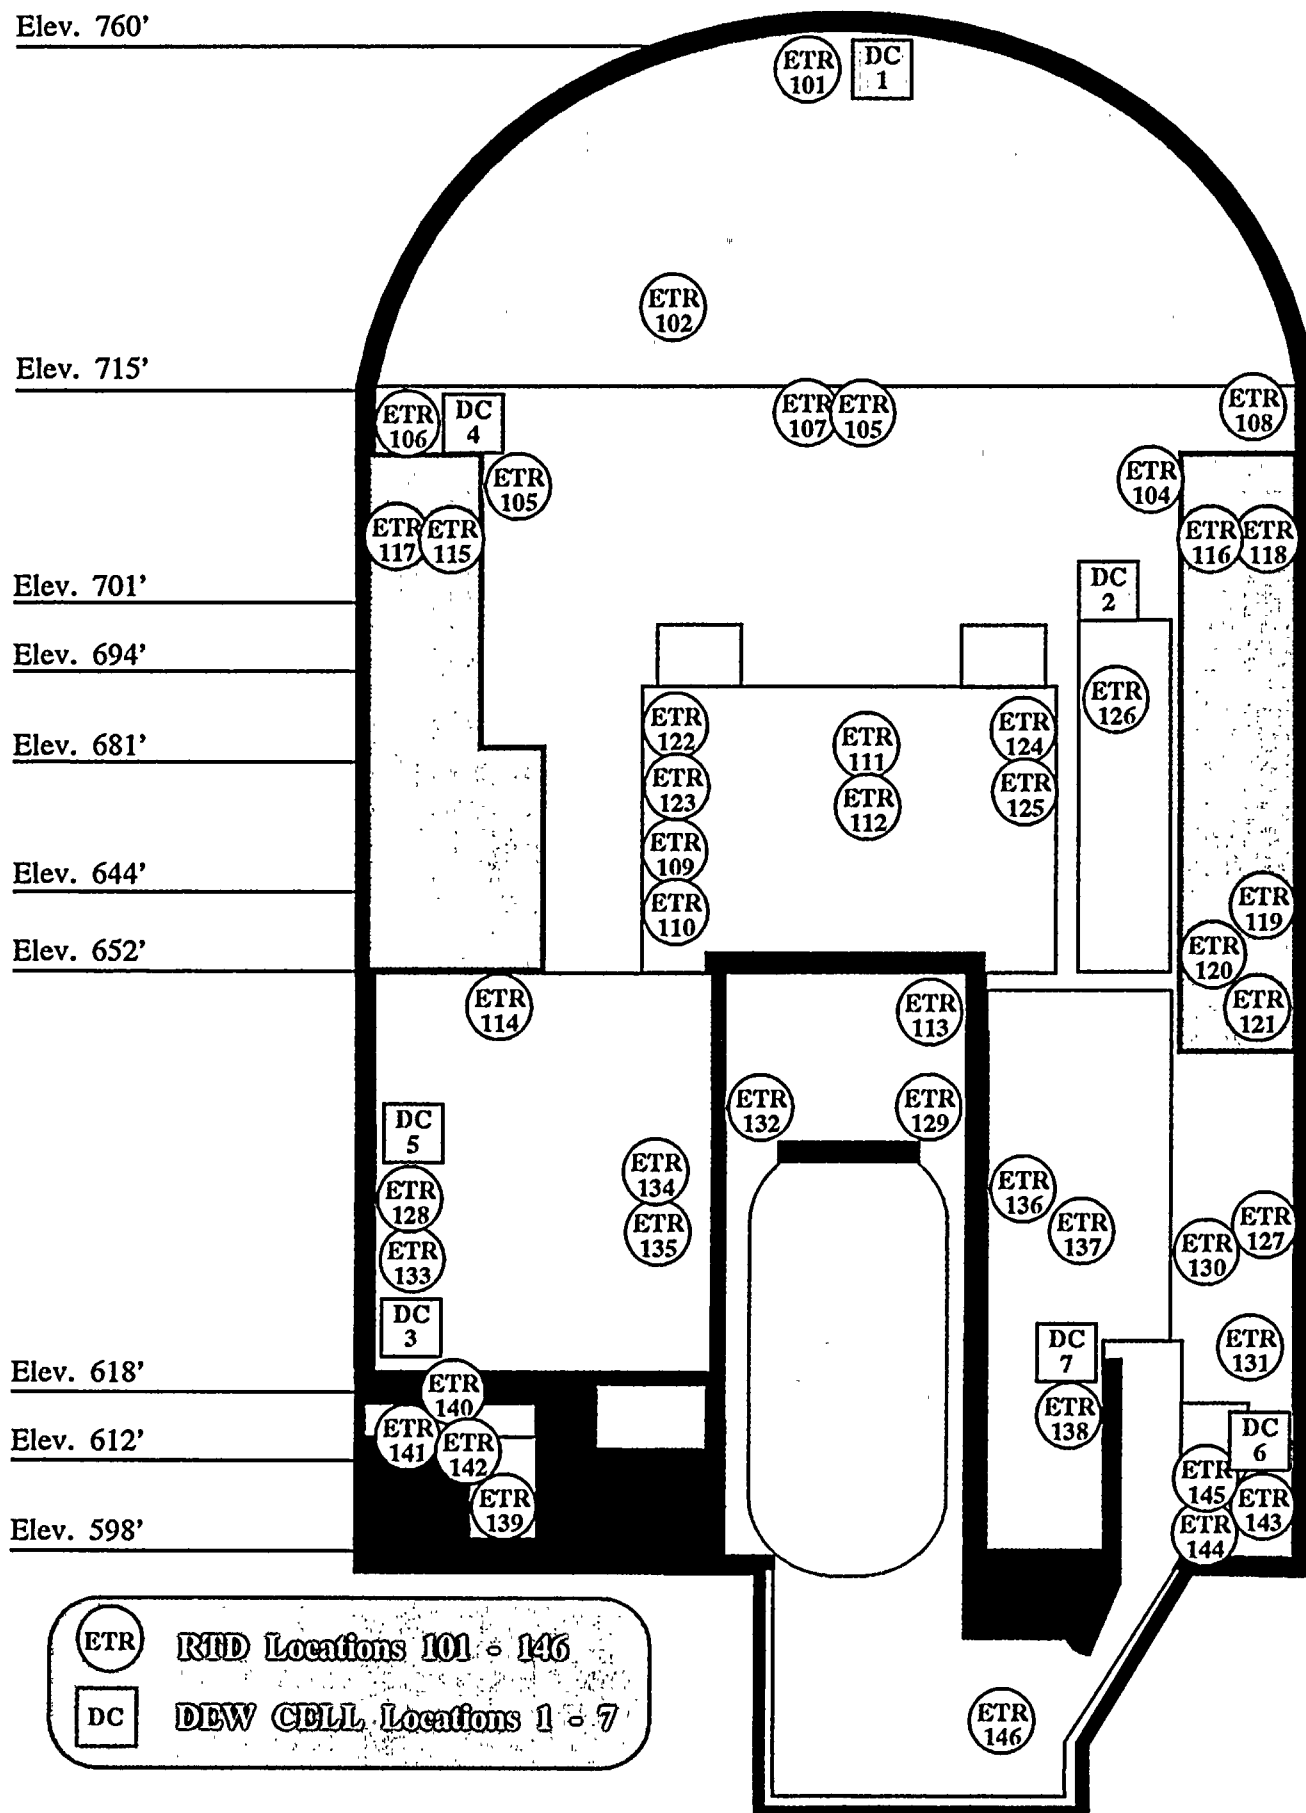 Elev. 760'
ETR
101
DC
1
ETR
102
Elev. 715'
ETR
106
DC
4
ETR
107
ETR
105
ETR
108
ETR
105
ETR
104
ETR
117
ETR
115
ETR
116
ETR
118
Elev. 701'
DC
2
Elev. 694'
ETR
126
ETR
122
ETR
111
ETR
124
Elev. 681'
ETR
123
ETR
112
ETR
125
ETR
109
Elev. 644'
ETR
110
ETR
119
Elev. 652'
ETR
120
ETR
114
ETR
113
ETR
121
DC
5
ETR
132
ETR
129
ETR
128
ETR
134
ETR
136
ETR
133
ETR
135
ETR
137
ETR
130
ETR
127
DC
3
DC
7
ETR
131
Elev. 618'
ETR
140
ETR
138
Elev. 612'
ETR
141
ETR
142
DC
6
ETR
145
ETR
139
ETR
143
Elev. 598'
ETR
144
ETR
RTD Locations 101 - 146
DC
DEW CELL Locations 1 - 7
ETR
146